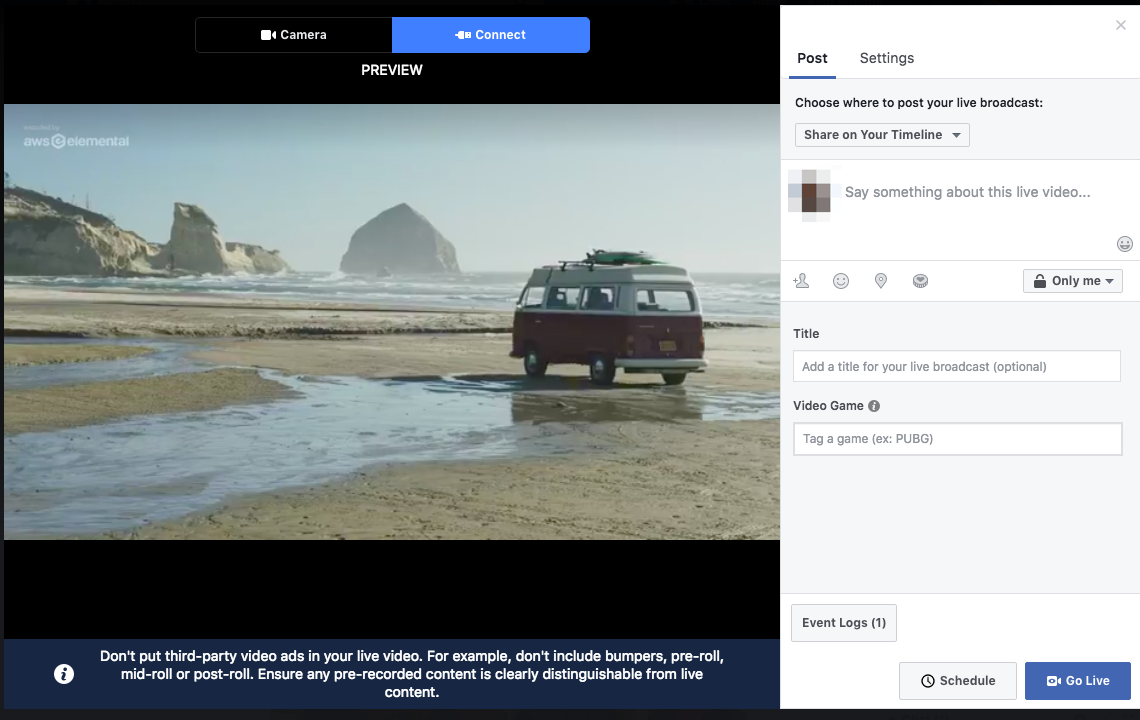 Camera
Connect
PREVIEW
encoded by
aws elemental
Don't put third-party video ads in your live video. For example, don't include bumpers, pre-roll,
mid-roll or post-roll. Ensure any pre-recorded content is clearly distinguishable from live
content.
Post
Settings
Choose where to post your live broadcast:
Share on Your Timeline
Say something about this live video...
Only me
Title
Add a title for your live broadcast (optional)
Video Game
Tag a game (ex: PUBG)
Event Logs (1)
Schedule
Go Live